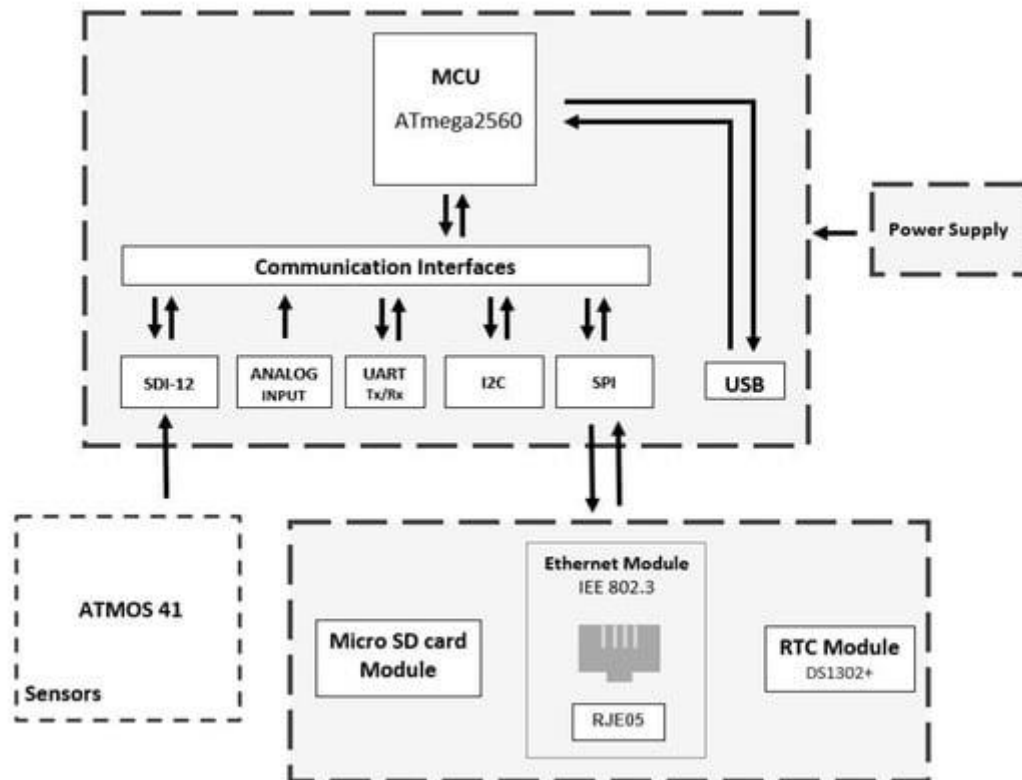 MCU
ATmega2560
Power Supply
Communication Interfaces
SDI-12
ANALOG
INPUT
UART
Tx/Rx
I2C
SPI
USB
ATMOS 41
Sensors
Ethernet Module
IEE 802.3
Micro SD card
Module
RJE05
RTC Module
DS1302+